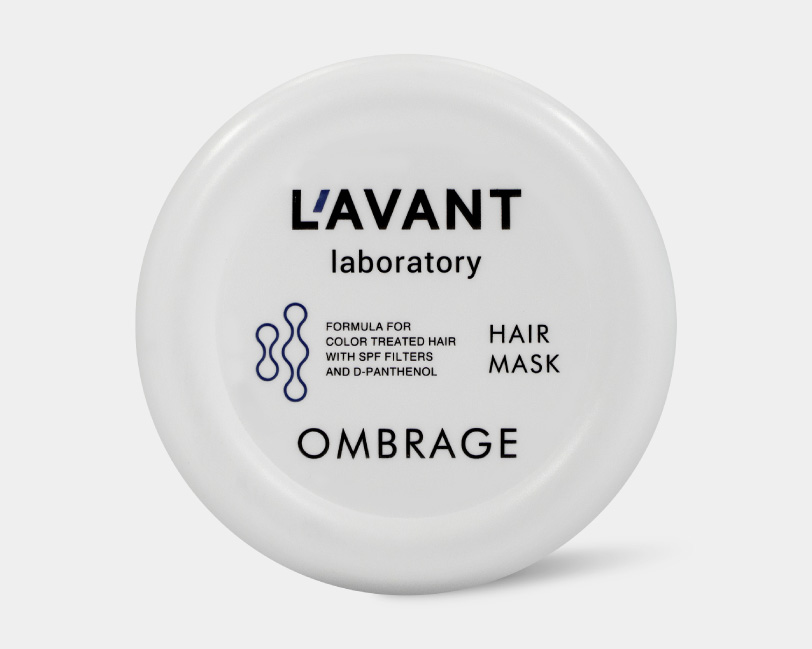 L'AVANT
laboratory
FORMULA FOR
COLOR TREATED HAIR
WITH SPF FILTERS
AND D-PANTHENOL
HAIR
MASK
OMBRAGE